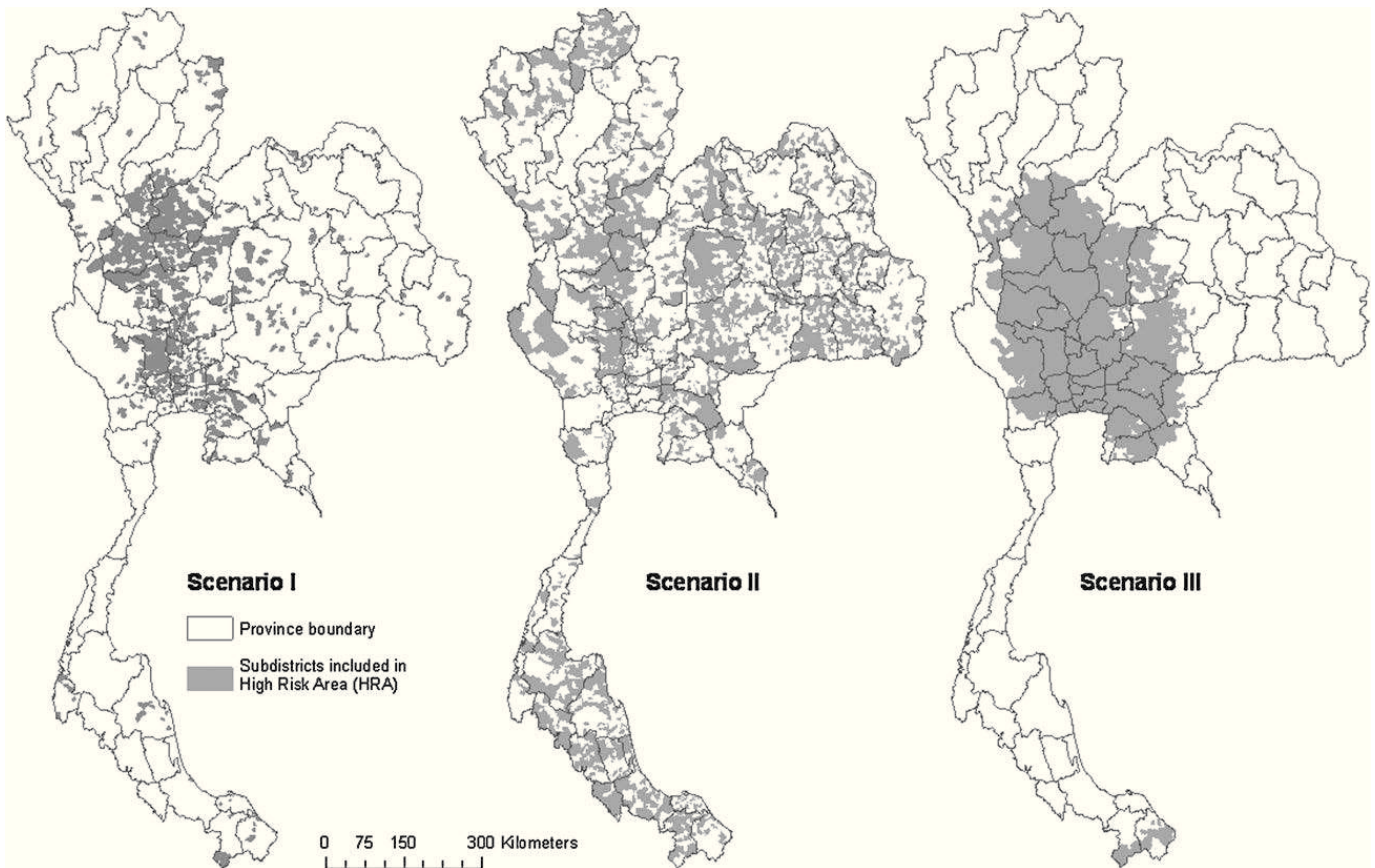 Scenario I
Scenario II
Scenario III
Province boundary
Subdistricts included in
High Risk Area (HRA)
0 75 150 300 Kilometers